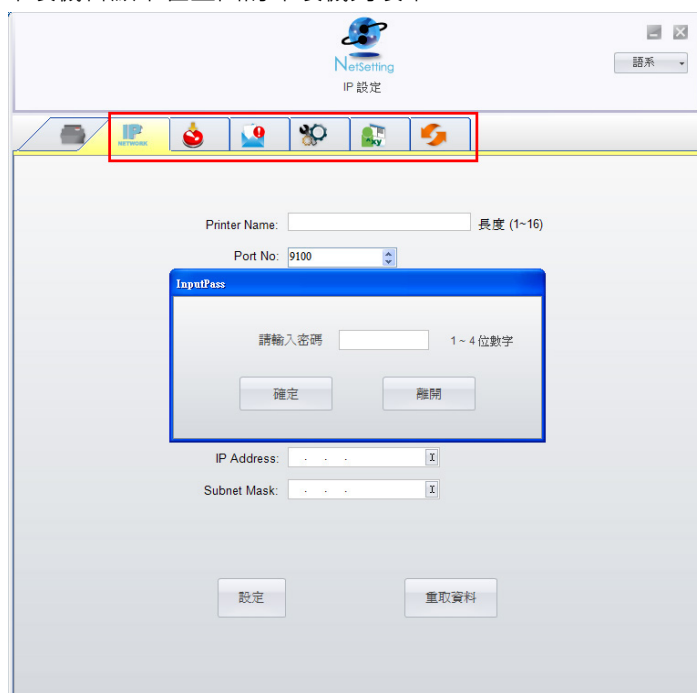 NetSetting
語系
IP 設定
IP
NETWORK
xy
Printer Name:
長度 (1~16)
Port No: 9100
InputPass
請輸入密碼
1 ~ 4 位數字
確定
離開
IP Address: . . .
Subnet Mask: . . .
設定
重取資料